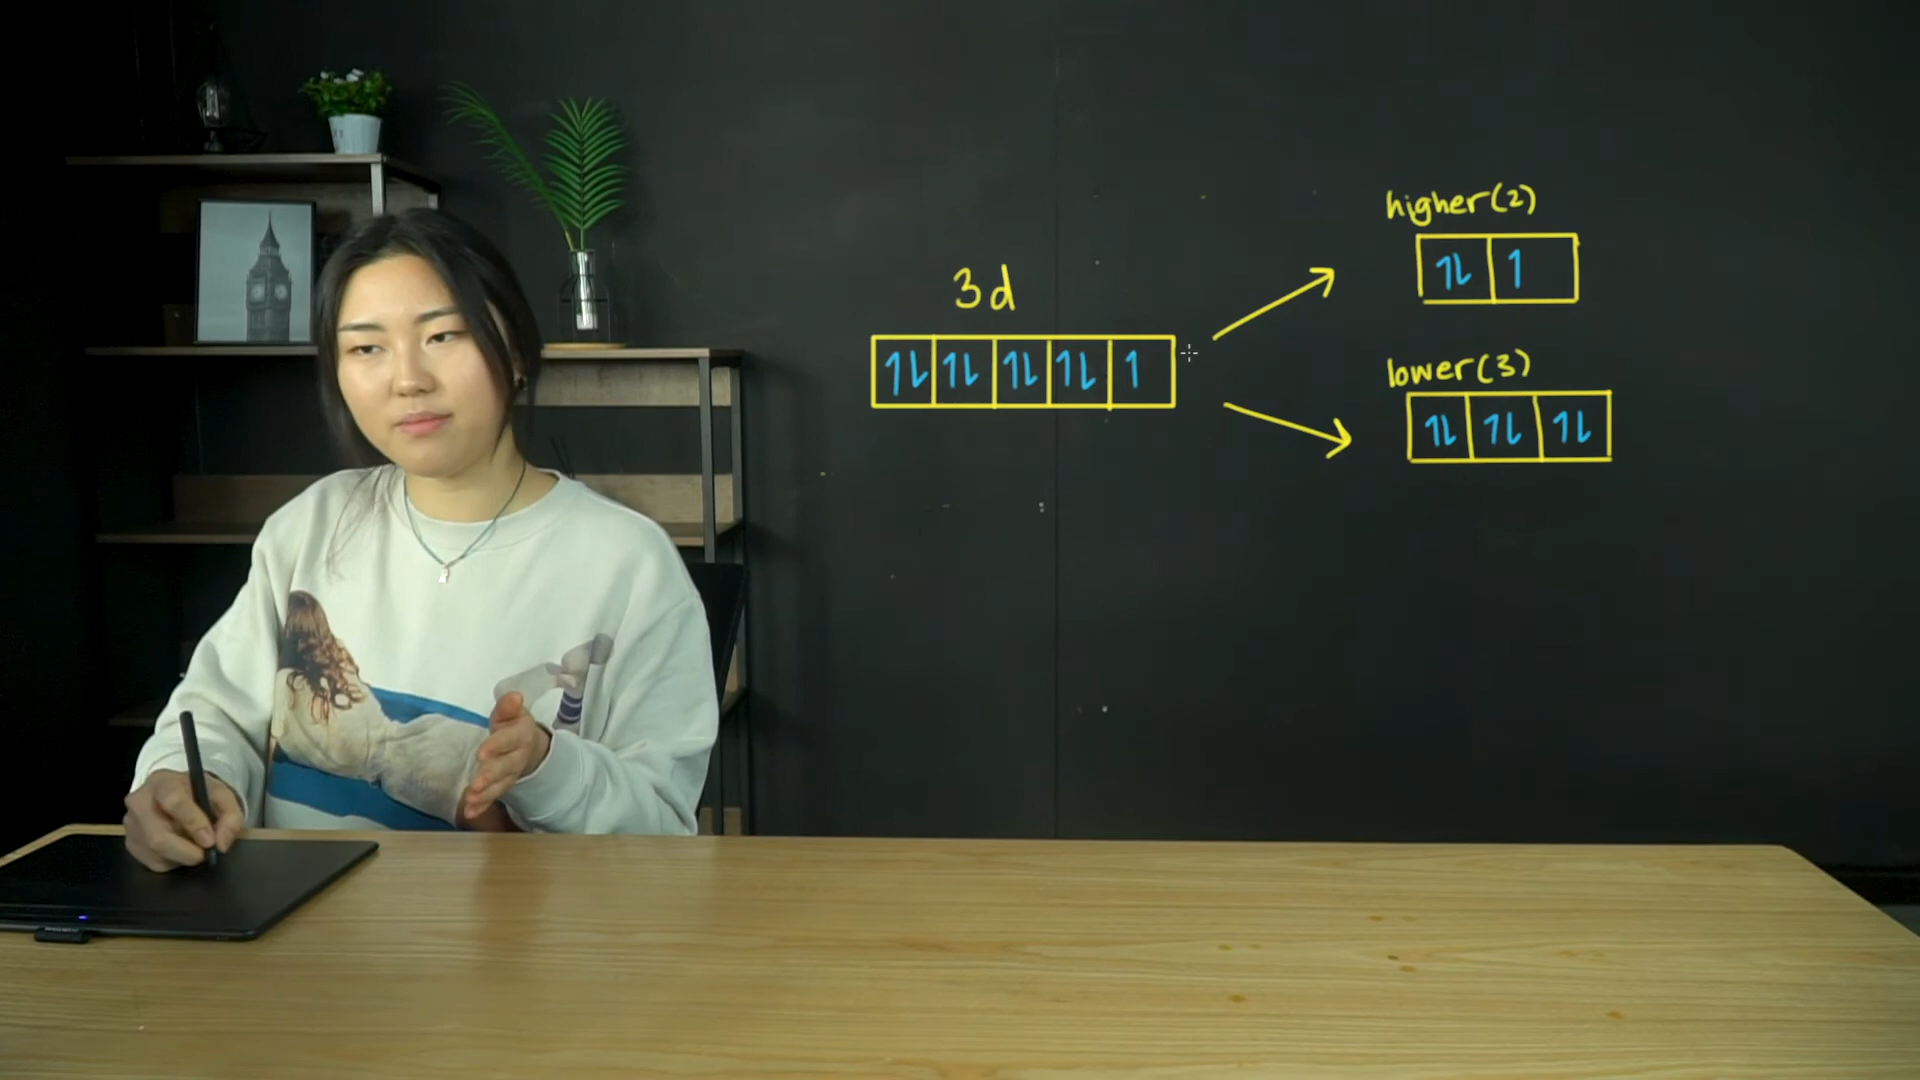 3d
↿⇂ ↿⇂ ↿⇂ ↿⇂ ↿
higher(2)
↿⇂ ↿
lower(3)
↿⇂ ↿⇂ ↿⇂